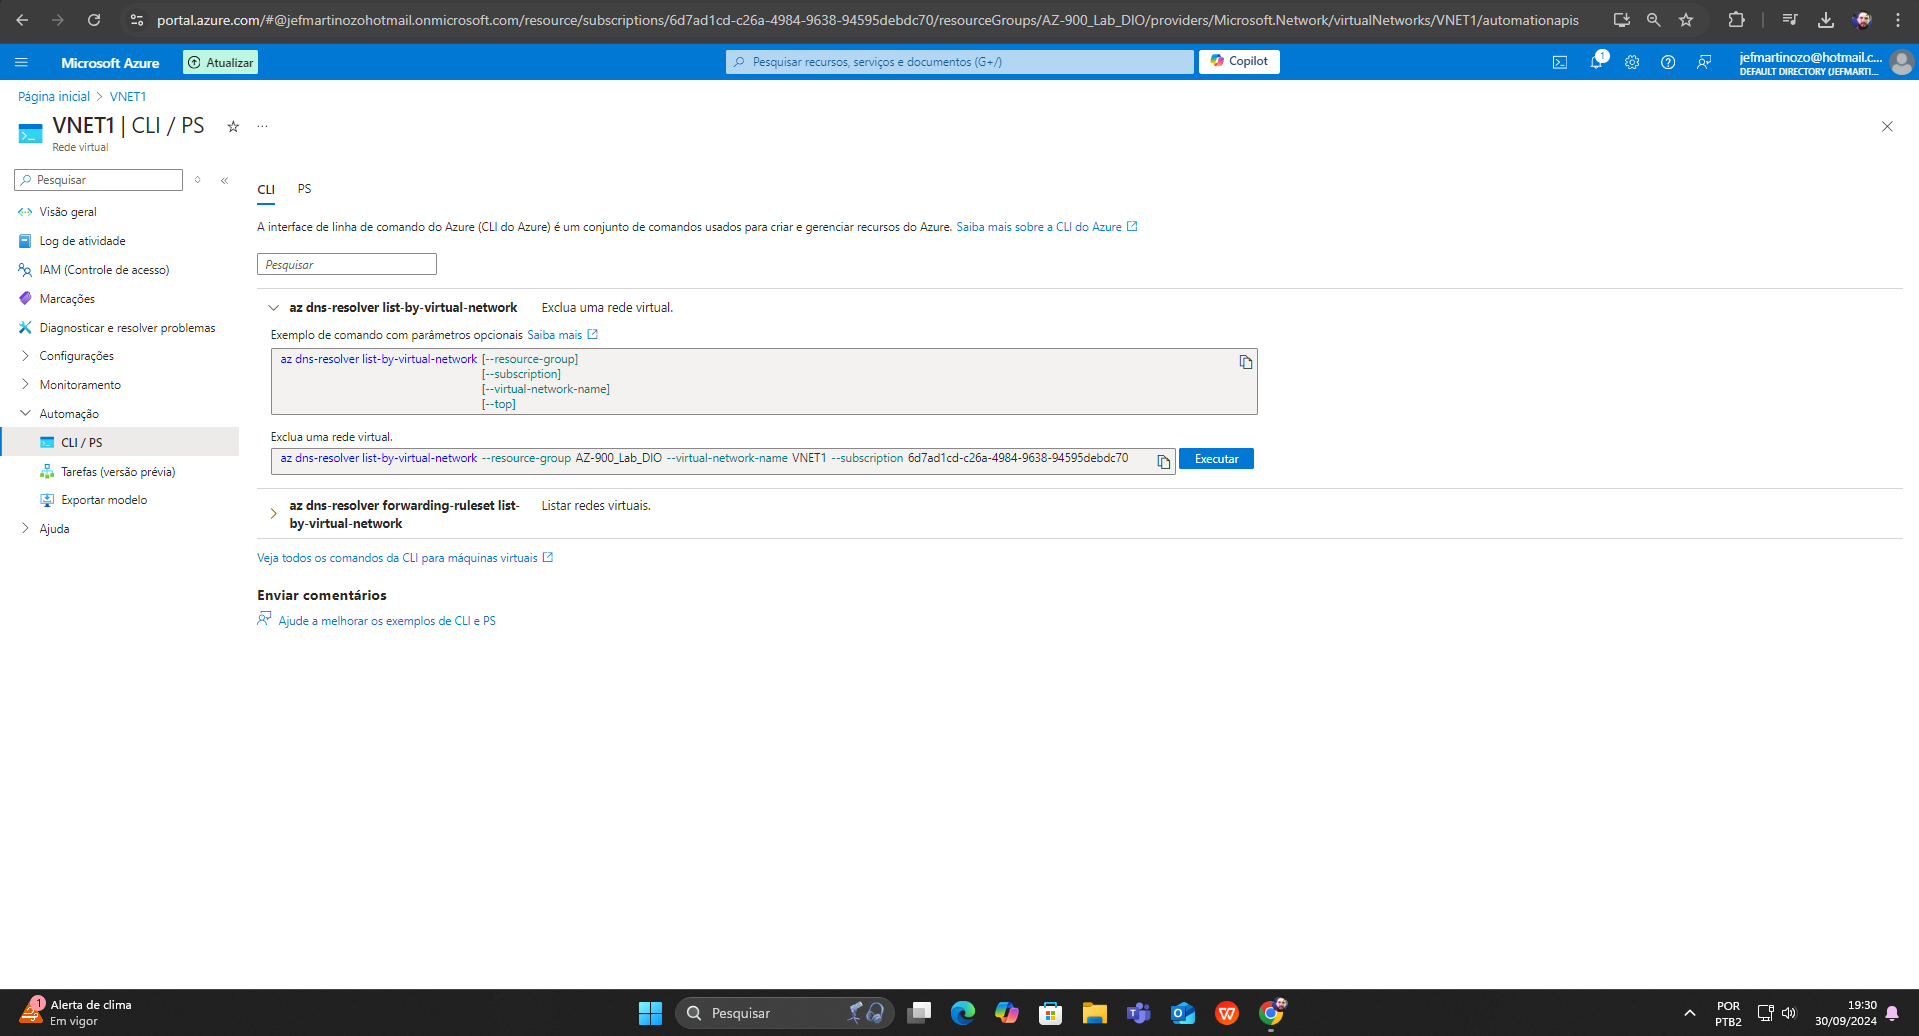 portal.azure.com/#@jefmartinozohotmail.onmicrosoft.com/resource/subscriptions/6d7ad1cd-c26a-4984-9638-94595debdc70/resourceGroups/AZ-900_Lab_DIO/providers/Microsoft.Network/virtualNetworks/VNET1/automationapis
Microsoft Azure
Atualizar
Pesquisar recursos, serviços e documentos (G+/)
Copilot
1
jefmartinozo@hotmail.c...
DEFAULT DIRECTORY (JEFMARTI...
Página inicial > VNET1
VNET1 | CLI / PS
Rede virtual
Pesquisar
Visão geral
Log de atividade
IAM (Controle de acesso)
Marcações
Diagnosticar e resolver problemas
Configurações
Monitoramento
Automação
CLI / PS
Tarefas (versão prévia)
Exportar modelo
Ajuda
CLI PS
A interface de linha de comando do Azure (CLI do Azure) é um conjunto de comandos usados para criar e gerenciar recursos do Azure. Saiba mais sobre a CLI do Azure
Pesquisar
az dns-resolver list-by-virtual-network Exclua uma rede virtual.
Exemplo de comando com parâmetros opcionais Saiba mais
az dns-resolver list-by-virtual-network [--resource-group]
[--subscription]
[--virtual-network-name]
[--top]
Exclua uma rede virtual.
az dns-resolver list-by-virtual-network --resource-group AZ-900_Lab_DIO --virtual-network-name VNET1 --subscription 6d7ad1cd-c26a-4984-9638-94595debdc70
Executar
az dns-resolver forwarding-ruleset list-by-virtual-network Listar redes virtuais.
Veja todos os comandos da CLI para máquinas virtuais
Enviar comentários
Ajude a melhorar os exemplos de CLI e PS
1
Alerta de clima
Em vigor
Pesquisar
POR
PTB2
19:30
30/09/2024